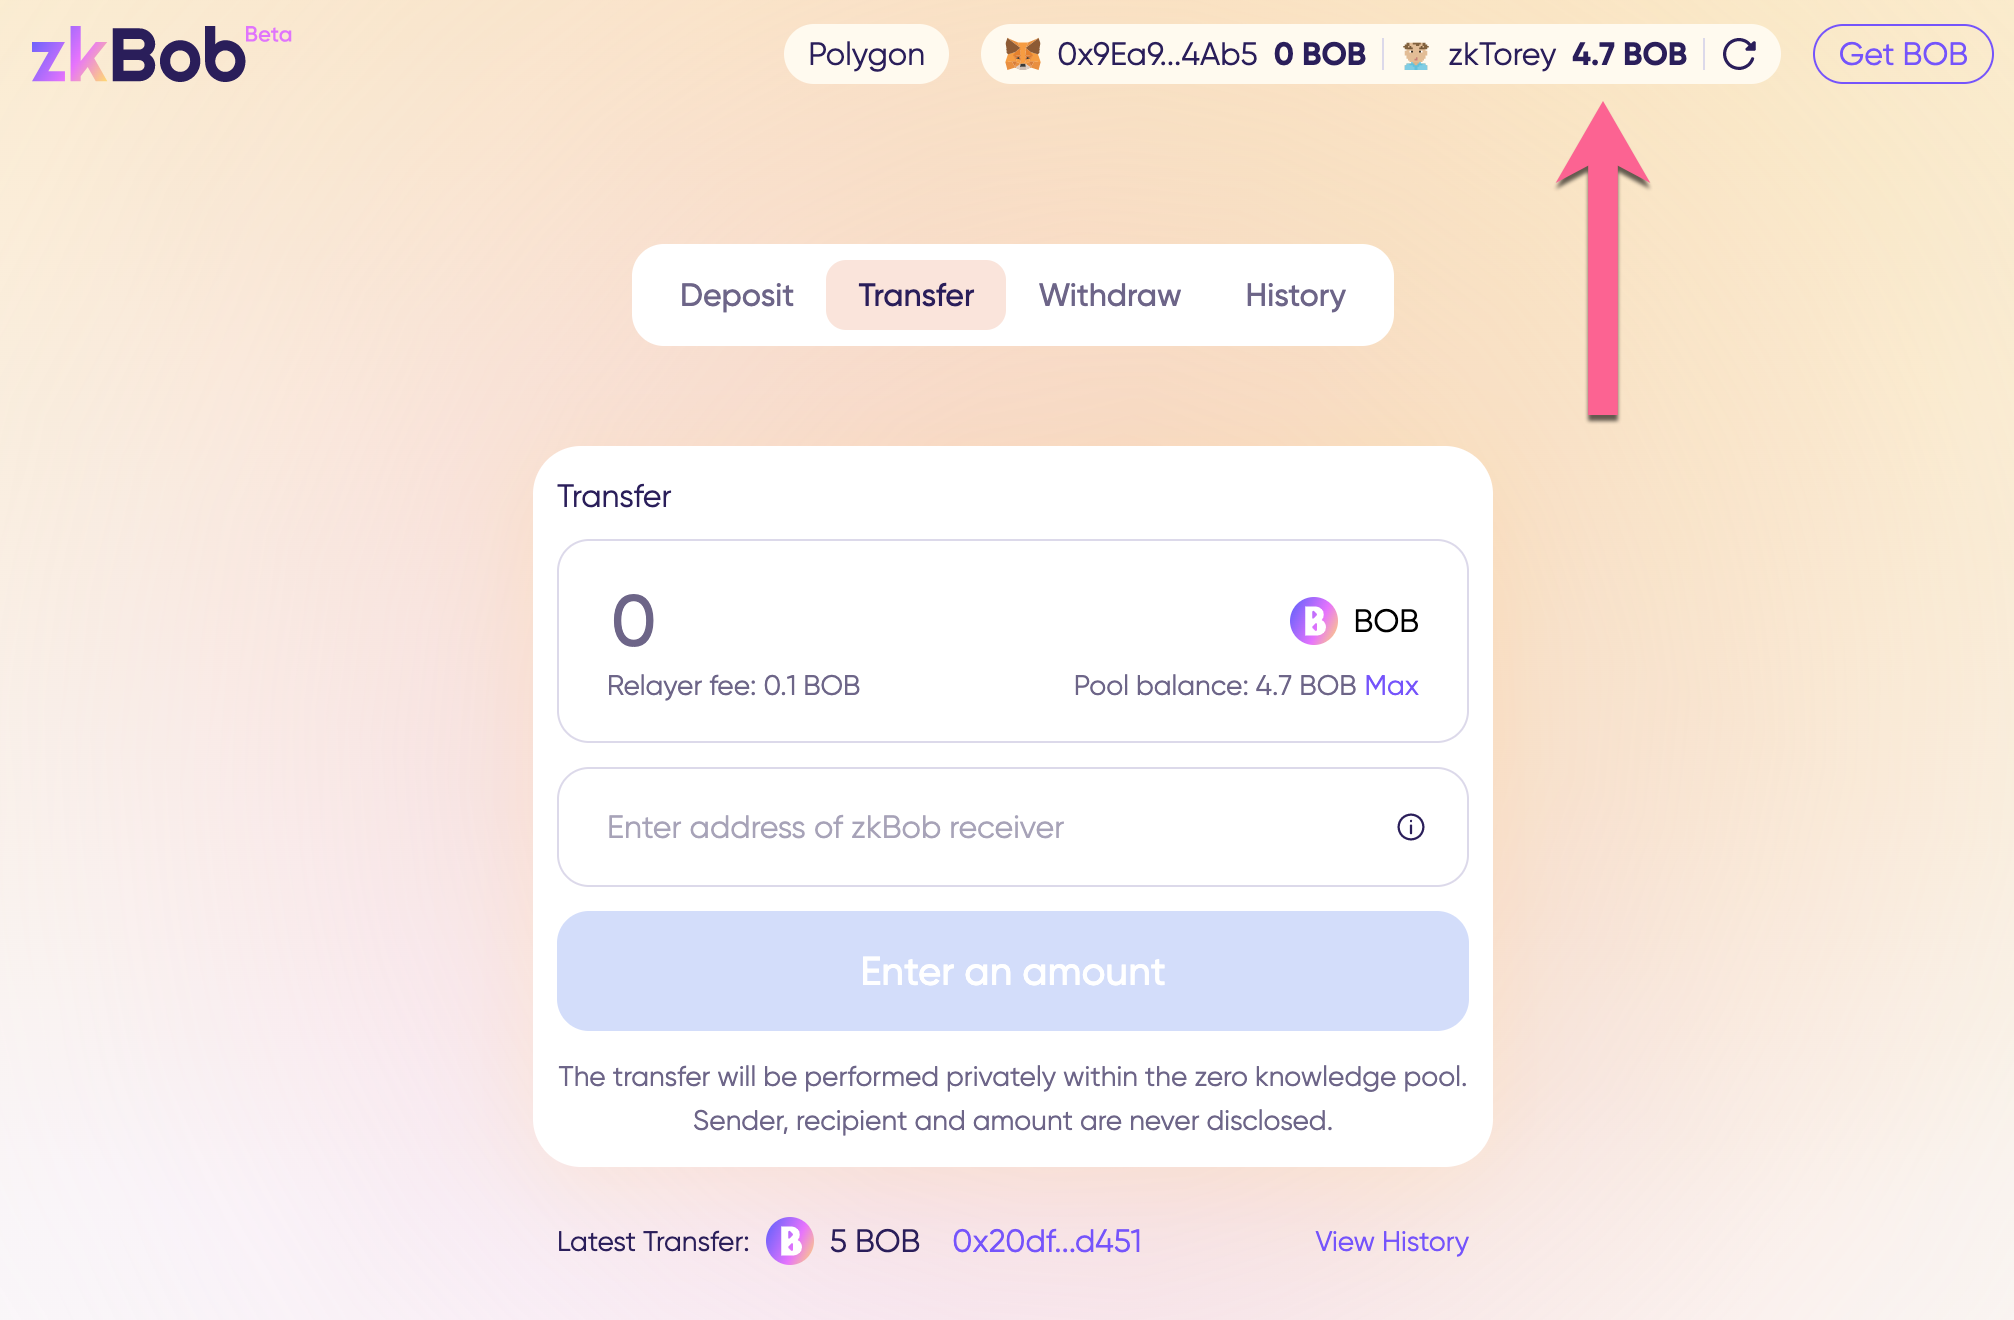 zkBob Beta
Polygon
0x9Ea9...4Ab5 0 BOB zkTorey 4.7 BOB
Get BOB
Deposit Transfer Withdraw History
Transfer
0 BOB
Relayer fee: 0.1 BOB Pool balance: 4.7 BOB Max
Enter address of zkBob receiver
Enter an amount
The transfer will be performed privately within the zero knowledge pool.
Sender, recipient and amount are never disclosed.
Latest Transfer: 5 BOB 0x20df...d451 View History